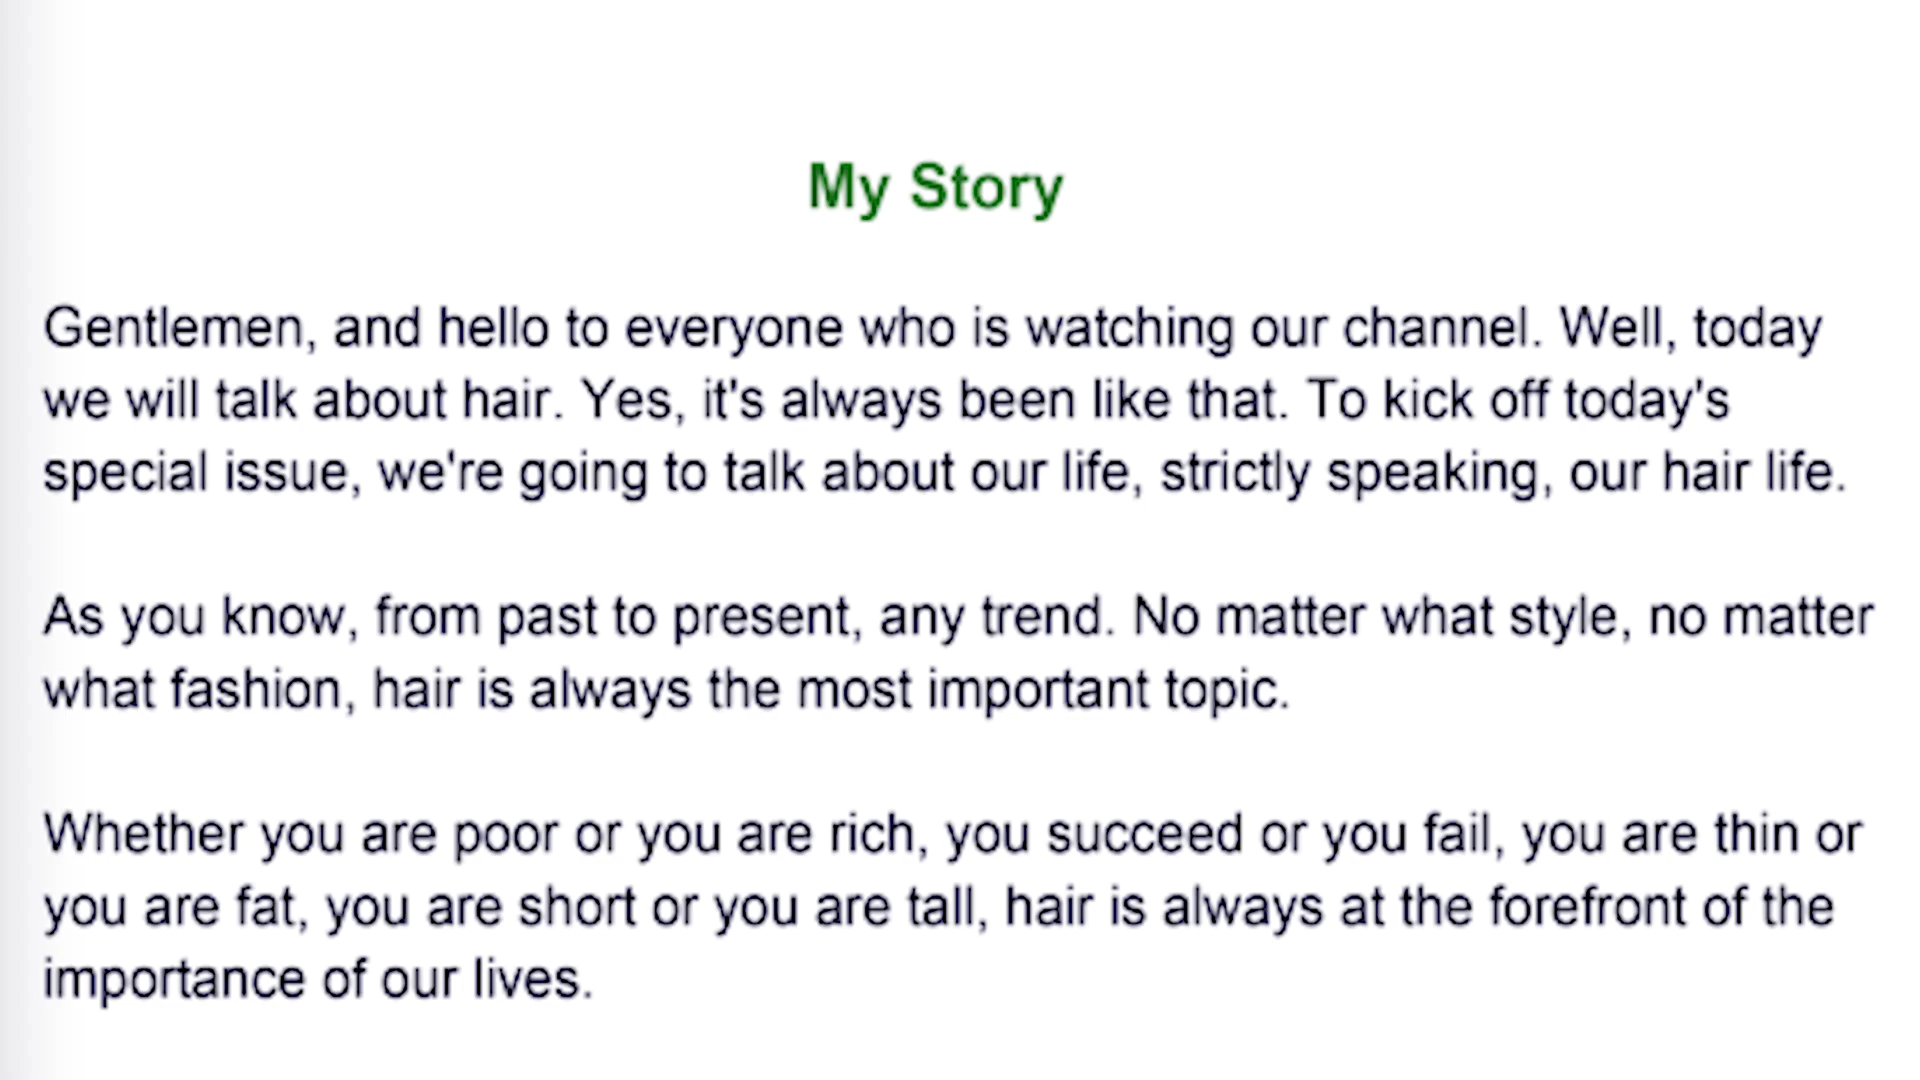 My Story
Gentlemen, and hello to everyone who is watching our channel. Well, today
we will talk about hair. Yes, it's always been like that. To kick off today's
special issue, we're going to talk about our life, strictly speaking, our hair life.
As you know, from past to present, any trend. No matter what style, no matter
what fashion, hair is always the most important topic.
Whether you are poor or you are rich, you succeed or you fail, you are thin or
you are fat, you are short or you are tall, hair is always at the forefront of the
importance of our lives.